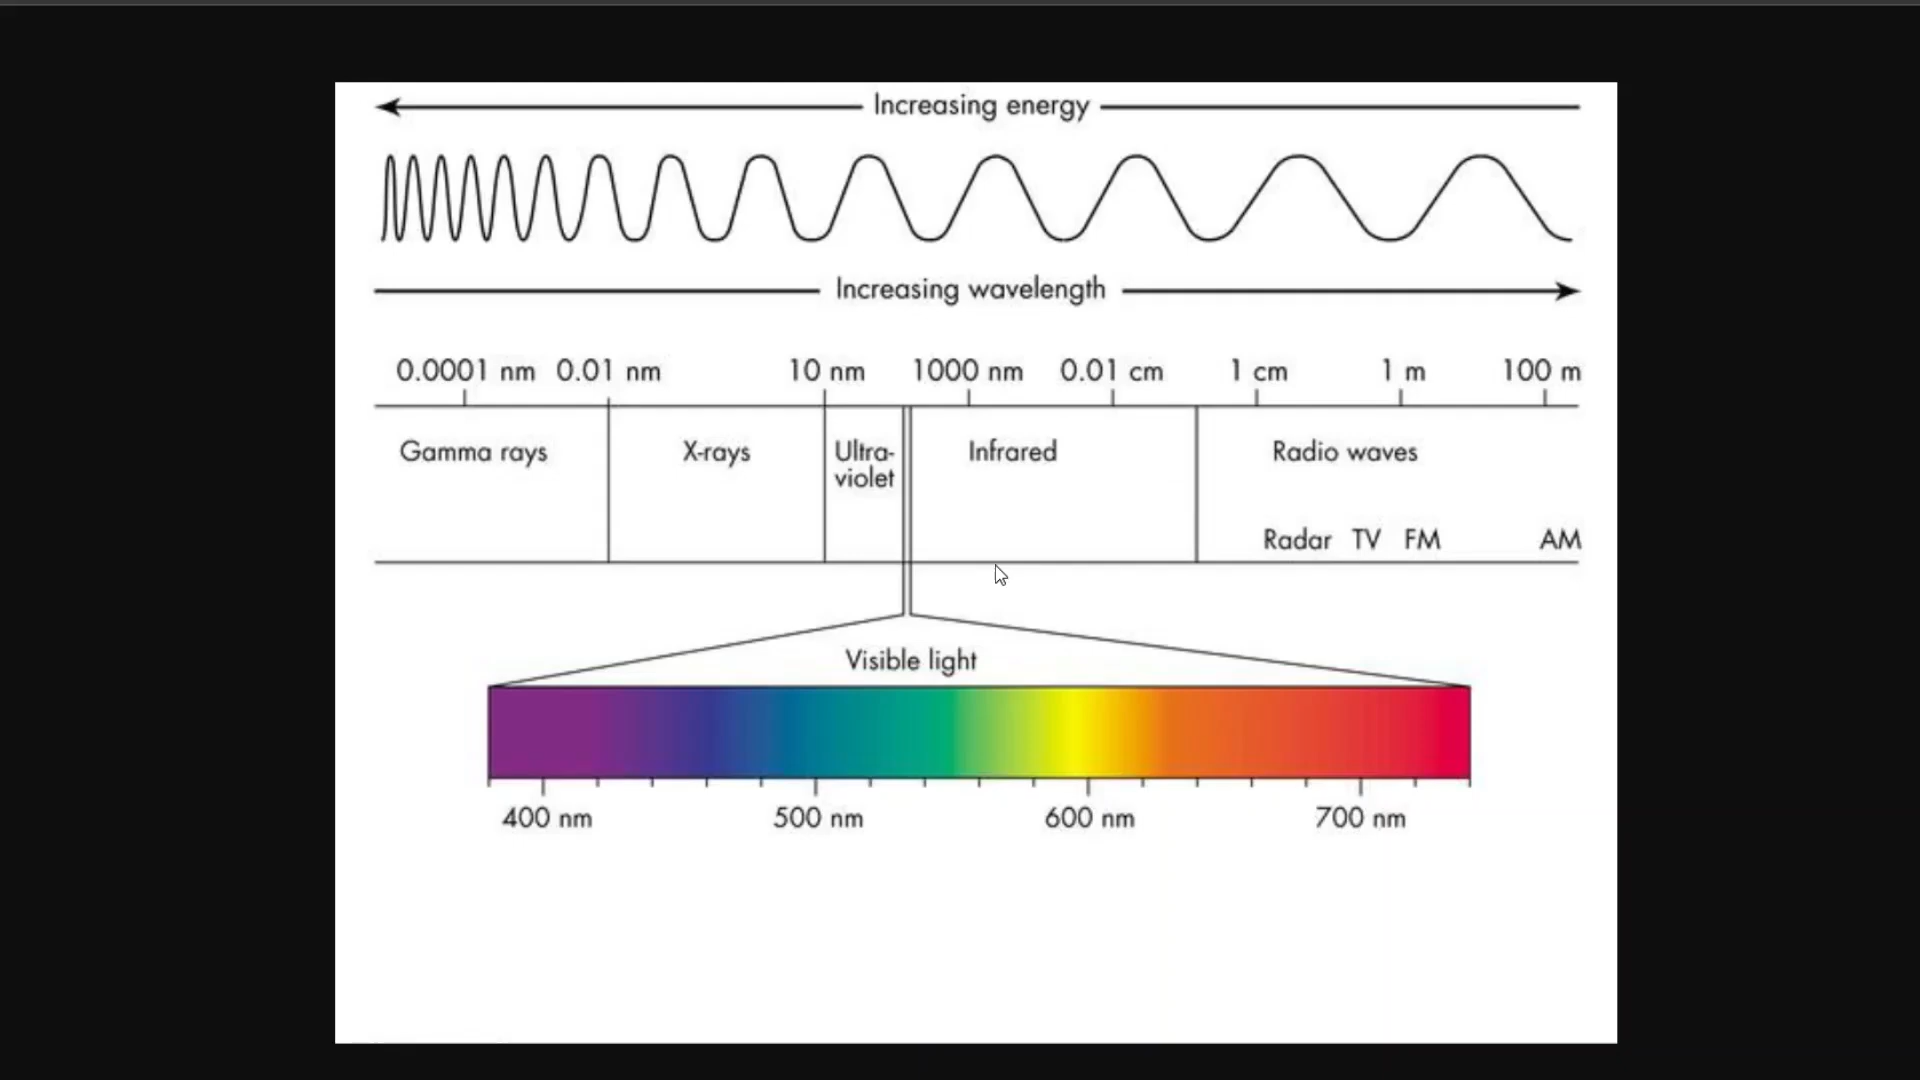 Increasing energy
Increasing wavelength
0.0001 nm 0.01 nm 10 nm 1000 nm 0.01 cm 1 cm 1 m 100 m
Gamma rays X-rays Ultra- Infrared Radio waves
violet
Radar TV FM AM
Visible light
400 nm 500 nm 600 nm 700 nm